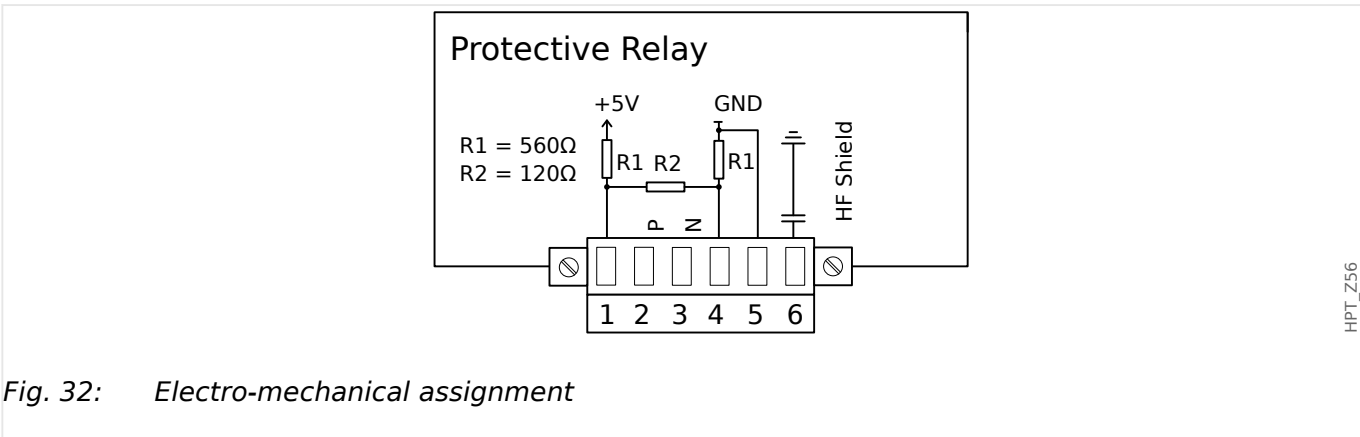 Protective Relay
+5V
GND
R1 = 560Ω
R2 = 120Ω
R1
R2
R1
HF Shield
P
N
1 2 3 4 5 6
HPT_Z56
Fig. 32: Electro-mechanical assignment